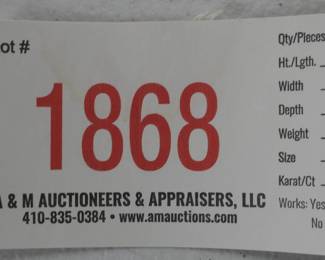 ot #
1868
A & M AUCTIONEERS & APPRAISERS, LLC
410-835-0384 • www.amauctions.com
Qty/Pieces
Ht./Lgth.
Width
Depth
Weight
Size
Karat/Ct
Works: Yes
No